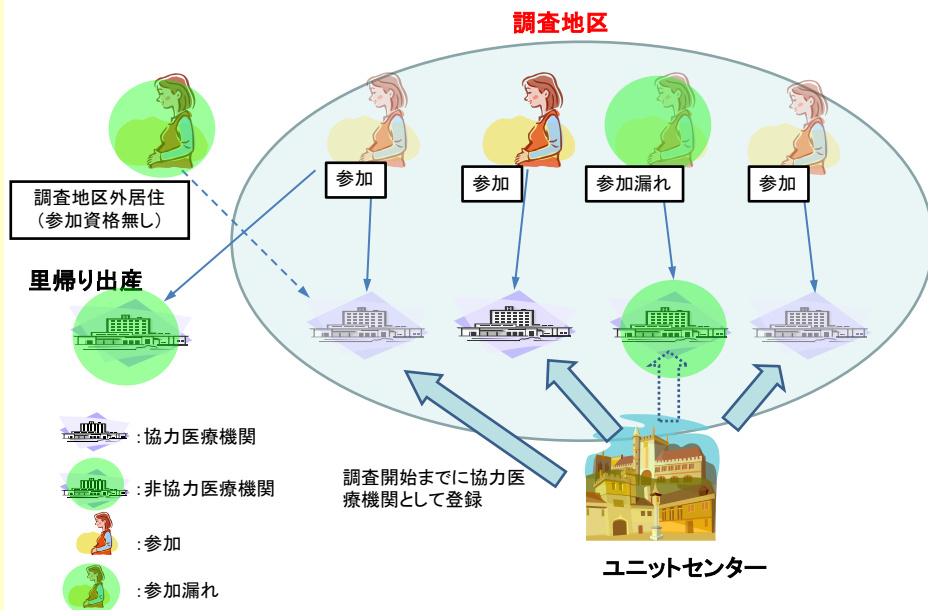 調査地区
参加
参加
参加漏れ
参加
調査地区外居住
（参加資格無し）
里帰り出産
：協力医療機関
：非協力医療機関
：参加
：参加漏れ
調査開始までに協力医
療機関として登録
ユニットセンター